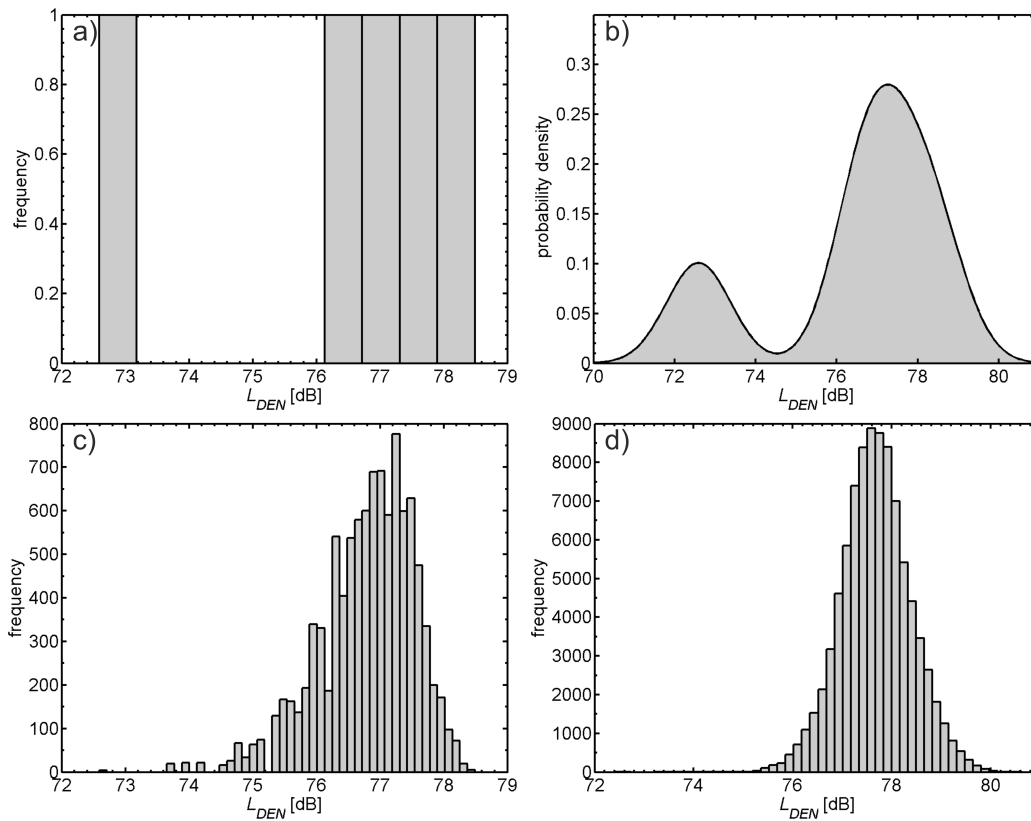 a)
frequency
1
0.8
0.6
0.4
0.2
0
72 73 74 75 76 77 78 79
L_DEN [dB]
b)
probability density
0.3
0.25
0.2
0.15
0.1
0.05
0
70 72 74 76 78 80
L_DEN [dB]
c)
frequency
800
700
600
500
400
300
200
100
0
72 73 74 75 76 77 78 79
L_DEN [dB]
d)
frequency
9000
8000
7000
6000
5000
4000
3000
2000
1000
0
72 74 76 78 80
L_DEN [dB]